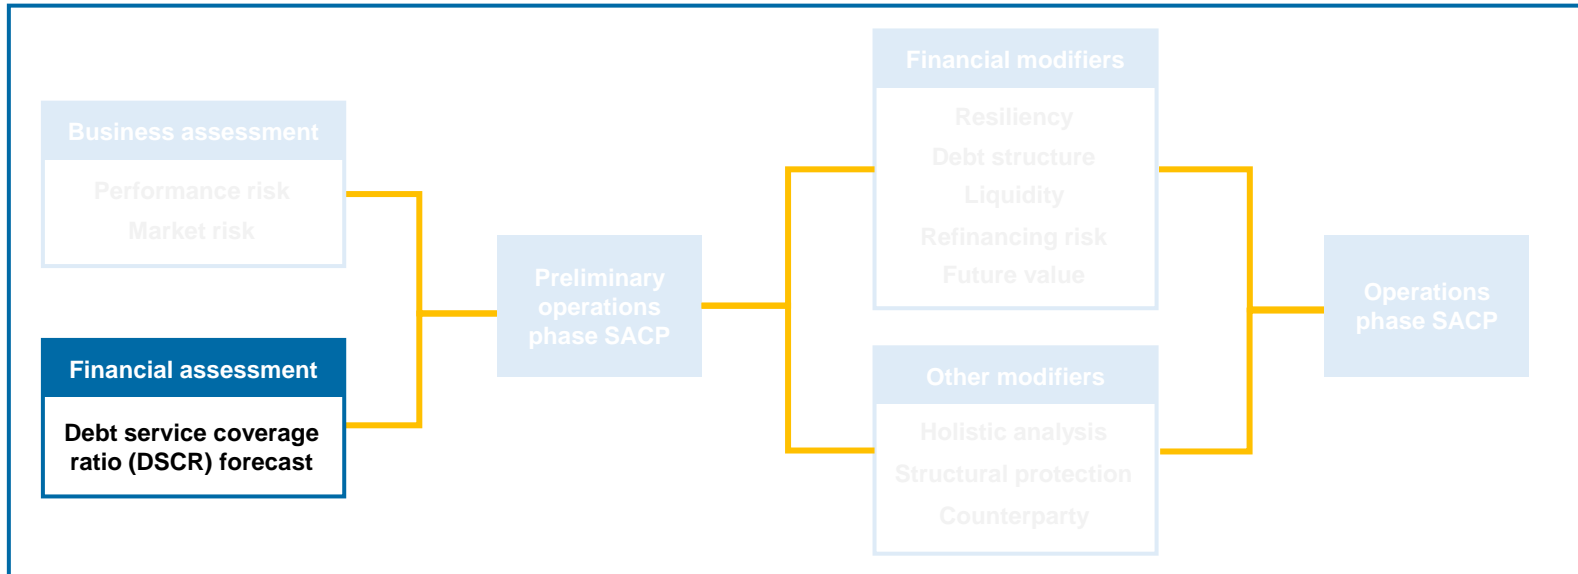 Business assessment
Performance risk
Market risk
Financial assessment
Debt service coverage
ratio (DSCR) forecast
Preliminary
operations
phase SACP
Financial modifiers
Resiliency
Debt structure
Liquidity
Refinancing risk
Future value
Other modifiers
Holistic analysis
Structural protection
Counterparty
Operations
phase SACP